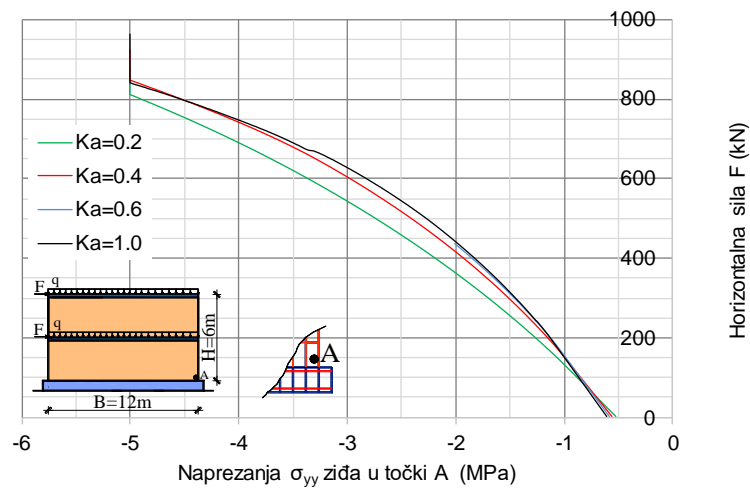 1000
800
600
400
200
0
Horizontalna sila F (kN)
Ka=0.2
Ka=0.4
Ka=0.6
Ka=1.0
F
q
F
q
H=6m
A
B=12m
A
-6
-5
-4
-3
-2
-1
0
Naprezanja σyy ziđa u točki A (MPa)